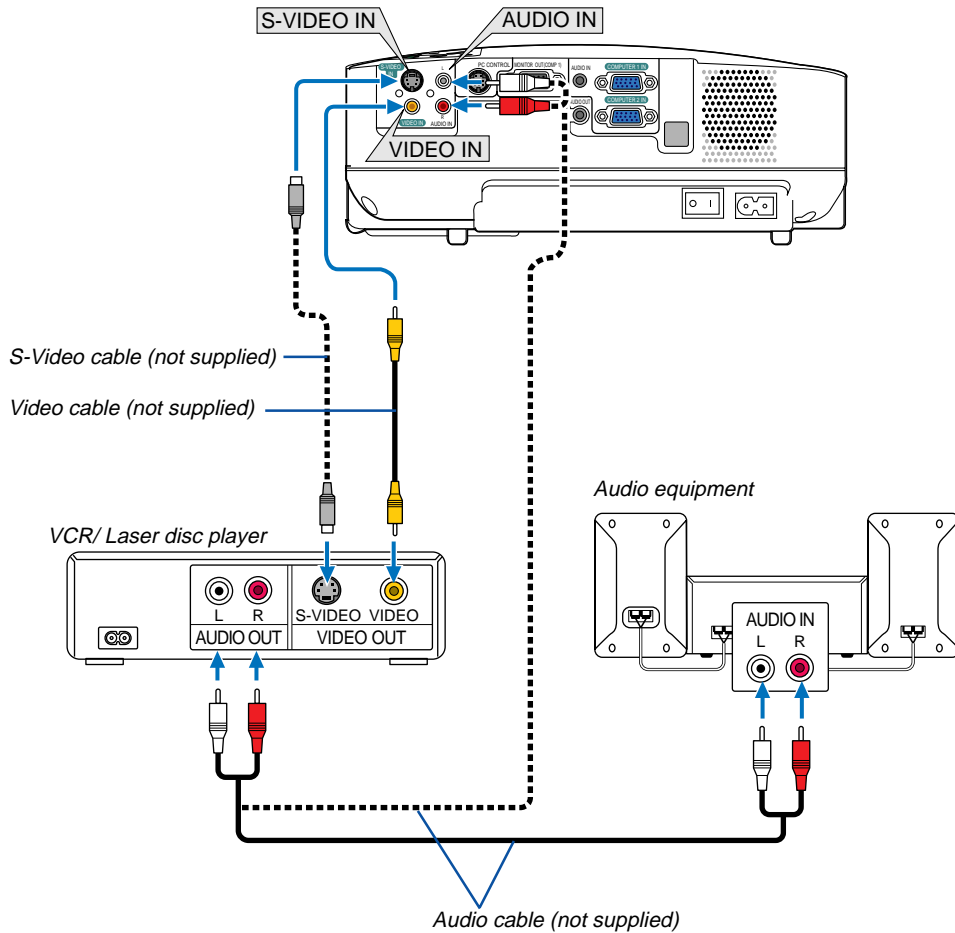 S-VIDEO IN
AUDIO IN
S-VIDEO
IN
L
PC CONTROL
MONITOR OUT(COMP 1)
AUDIO IN
COMPUTER 1 IN
AUDIO OUT
COMPUTER 2 IN
VIDEO IN
R
AUDIO IN
VIDEO IN
S-Video cable (not supplied)
Video cable (not supplied)
Audio equipment
VCR/ Laser disc player
L R S-VIDEO VIDEO
AUDIO OUT VIDEO OUT
AUDIO IN
L R
Audio cable (not supplied)